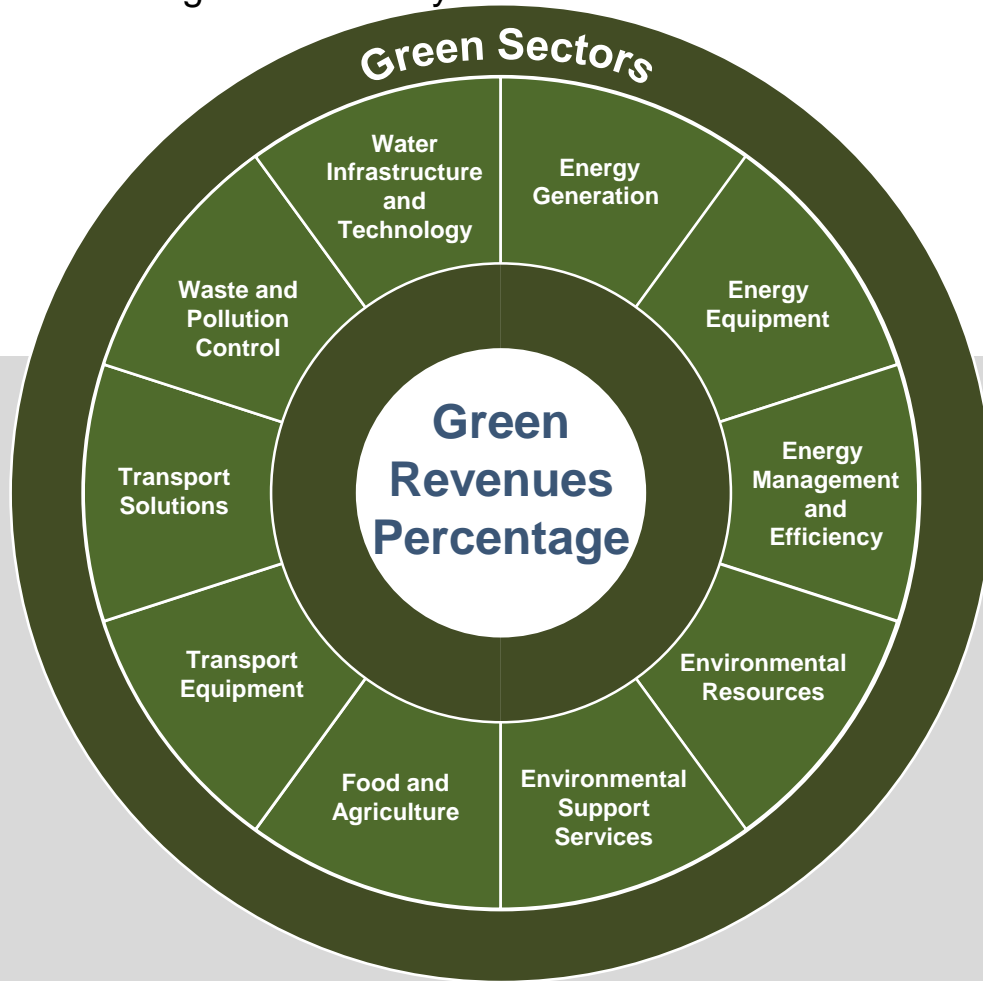 Green Sectors
Water
Infrastructure
and
Technology
Energy
Generation
Energy
Equipment
Energy
Management
and
Efficiency
Environmental
Resources
Environmental
Support
Services
Food and
Agriculture
Transport
Equipment
Transport
Solutions
Waste and
Pollution
Control
Green
Revenues
Percentage